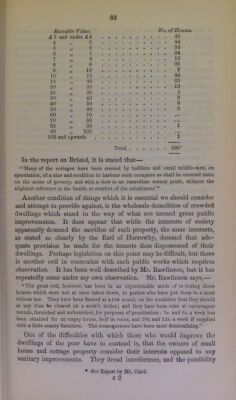 83
Rateable Value. No. of Houses.
£3 and under £4 . . . . . . . . 43
4 „ 5 . . . . . . . . 44
5 „ 6 . . . . . . . . 53
6 „ 7 . . . . . . . . 24
7 „ 8 . . . . . . . . 13
8 „ 9 . . . . . . . . 26
9 „ 10 . . . . . . . . 7
10 „ 15 . . . . . . . . 44
15 „ 20 . . . . . . . . 35
20 „ 25 . . . . . . . . 13
25 „ 30 . . . . . . . . 3
30 „ 40 . . . . . . . . 9
40 „ 50 . . . . . . . .
50 „ 60 . . . . . . . .
60 „ 70 . . . . . . . . ...
70 „ 80 . . . . . . . . ...
80 „ 90 . . . . . . . . 1
90 „ 100 . . . . . . . . ...
100 and upwards . . . . . . . . 1
Total . . . .
In the report on Bristol, it is stated that—
"Many of the cottages have been erected by builders and small middle-men, on
speculation, of a size and condition to harbour such occupiers as shall be excused rates
on the score of poverty, and with a view to an immediate money profit, without the
slightest reference to the health or comfort of the inhabitants"*
Another condition of things which it is essential we should consider
and attempt to provide against, is the wholesale demolition of crowded
dwellings which stand in the way of what are termed great public
improvements. It does appear that while the interests of society
apparently demand the sacrifice of such property, the same interests,
as stated so clearly by the Earl of Harrowby, demand that ade-
quate provision be made for the tenants thus dispossessed of their
dwellings. Perhaps legislation on this point may be difficult, but there
is another evil in connexion with such public works which requires
observation. It has been well described by Mr. Rawlinson, but it has
repeatedly come under my own observation. Mr. Rawlinson says,—
"The great evil, however, has been in an objectionable mode of re-letting those
houses which were not at once taken down, to parties who have put them to a most
vicious use. They have been farmed at a low rental, on the condition that they should
at any time be cleared on a week's notice; and they have been relet at extravagant
rentals, furnished and unfurnished, for purposes of prostitution: 7s. and 8s. a week has
been obtained for an empty house, half in ruins, and 10s. and 12s. a week if supplied
with a little scanty furniture. The consequences have been most demoralizing."
One of the difficulties with which those who would improve the
dwellings of the poor have to contend is, that the owners of small
house and cottage property consider their interests opposed to any
sanitary improvements. They dread interference, and the possibility
* See Report by Mr. Clark.
F 2